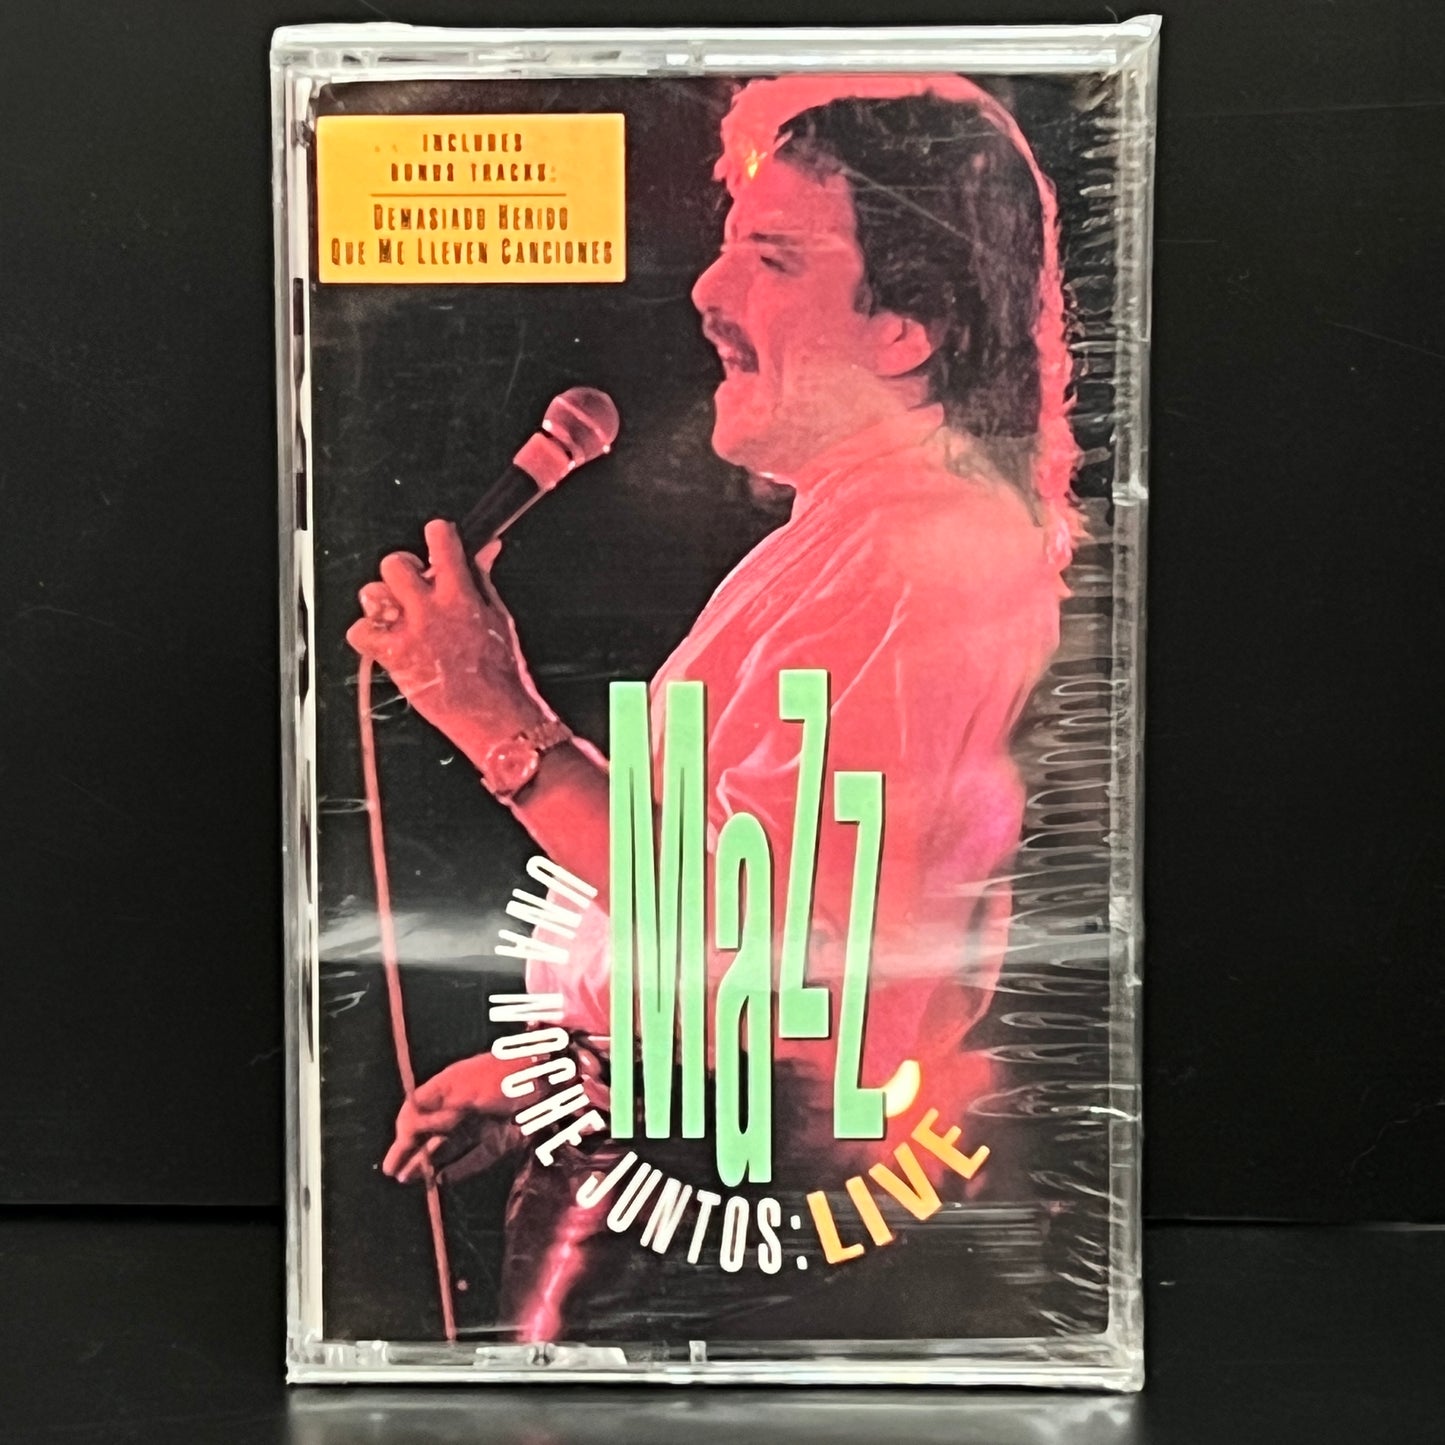 INCLUDES
BONUS TRACKS:
DEMASIADO HERIDO
QUE ME LLEVEN CANCIONES
MaZZ
UNA NOCHE JUNTOS: LIVE